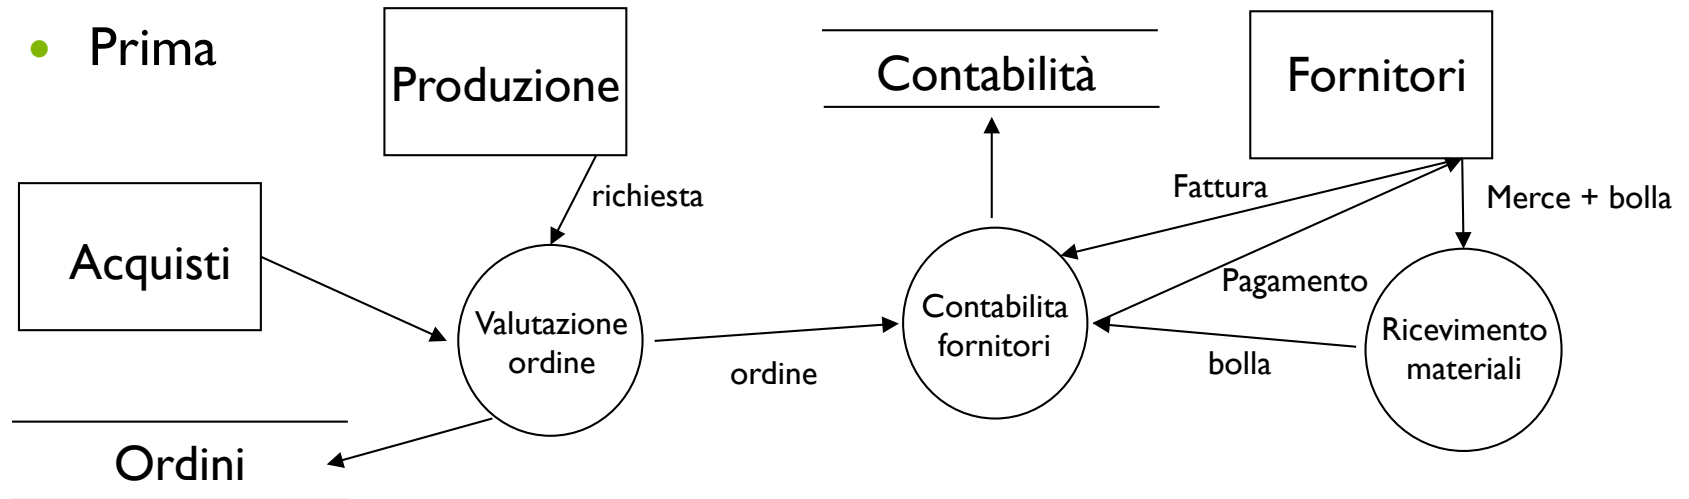 • Prima
Produzione
Contabilità
Fornitori
richiesta
Fattura
Merce + bolla
Acquisti
Pagamento
Valutazione
ordine
Contabilita
fornitori
Ricevimento
materiali
ordine
bolla
Ordini